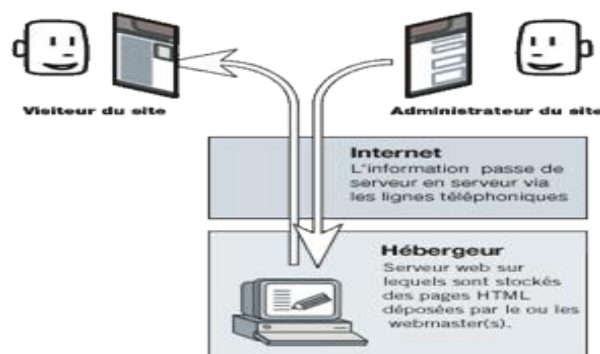 Visiteur du site
Administrateur du site
Internet
L'information passe de
serveur en serveur via
les lignes téléphoniques
Hébergeur
Serveur web sur
lequels sont stockés
des pages HTML
déposées par le ou les
webmaster(s).